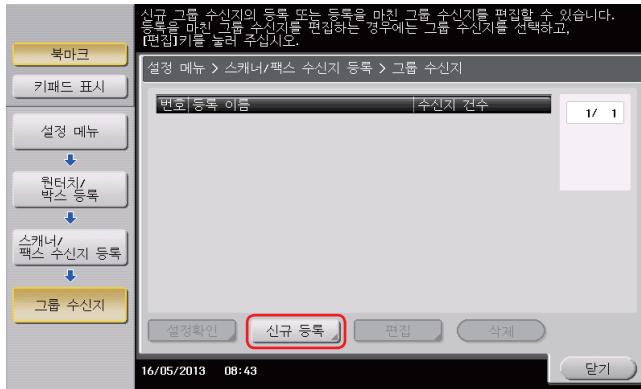 신규 그룹 수신지의 등록 또는 등록을 마친 그룹 수신지를 편집할 수 있습니다.
등록을 마친 그룹 수신지를 편집하는 경우에는 그룹 수신지를 선택하고,
[편집]키를 눌러 주십시오.
북마크
키패드 표시
설정 메뉴
원터치/
박스 등록
스캐너/
팩스 수신지 등록
그룹 수신지
설정 메뉴 > 스캐너/팩스 수신지 등록 > 그룹 수신지
번호 등록 이름 수신지 건수
1/ 1
설정확인 신규 등록 편집 삭제
16/05/2013 08:43
닫기